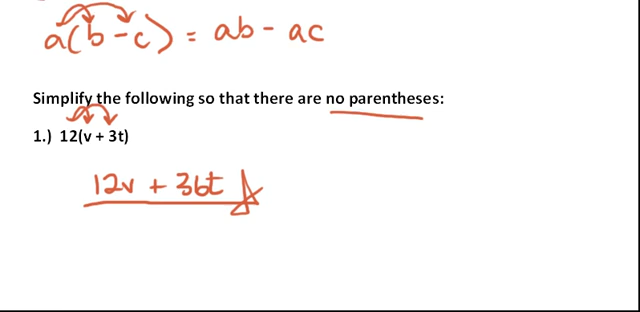 a(b-c) = ab - ac
Simplify the following so that there are no parentheses:
1.) 12(v + 3t)
12v + 36t